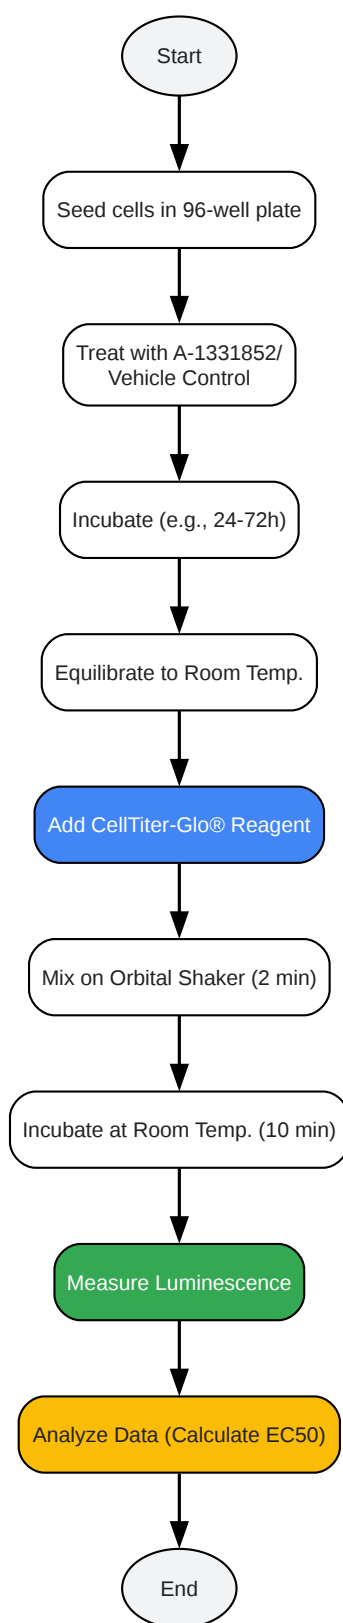 Start
Seed cells in 96-well plate
Treat with A-1331852/
Vehicle Control
Incubate (e.g., 24-72h)
Equilibrate to Room Temp.
Add CellTiter-Glo® Reagent
Mix on Orbital Shaker (2 min)
Incubate at Room Temp. (10 min)
Measure Luminescence
Analyze Data (Calculate EC50)
End